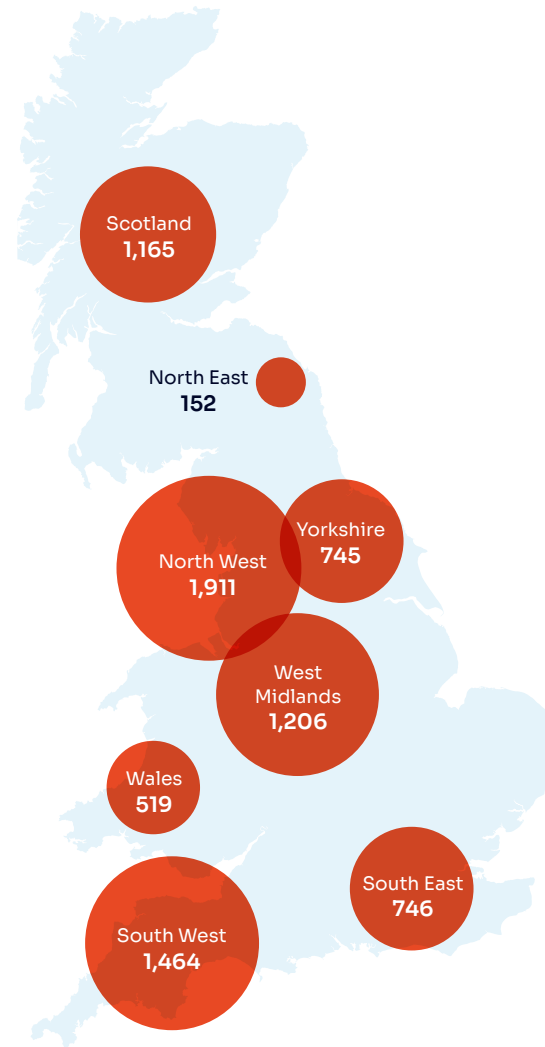 Scotland
1,165
North East
152
Yorkshire
745
North West
1,911
West
Midlands
1,206
Wales
519
South East
746
South West
1,464